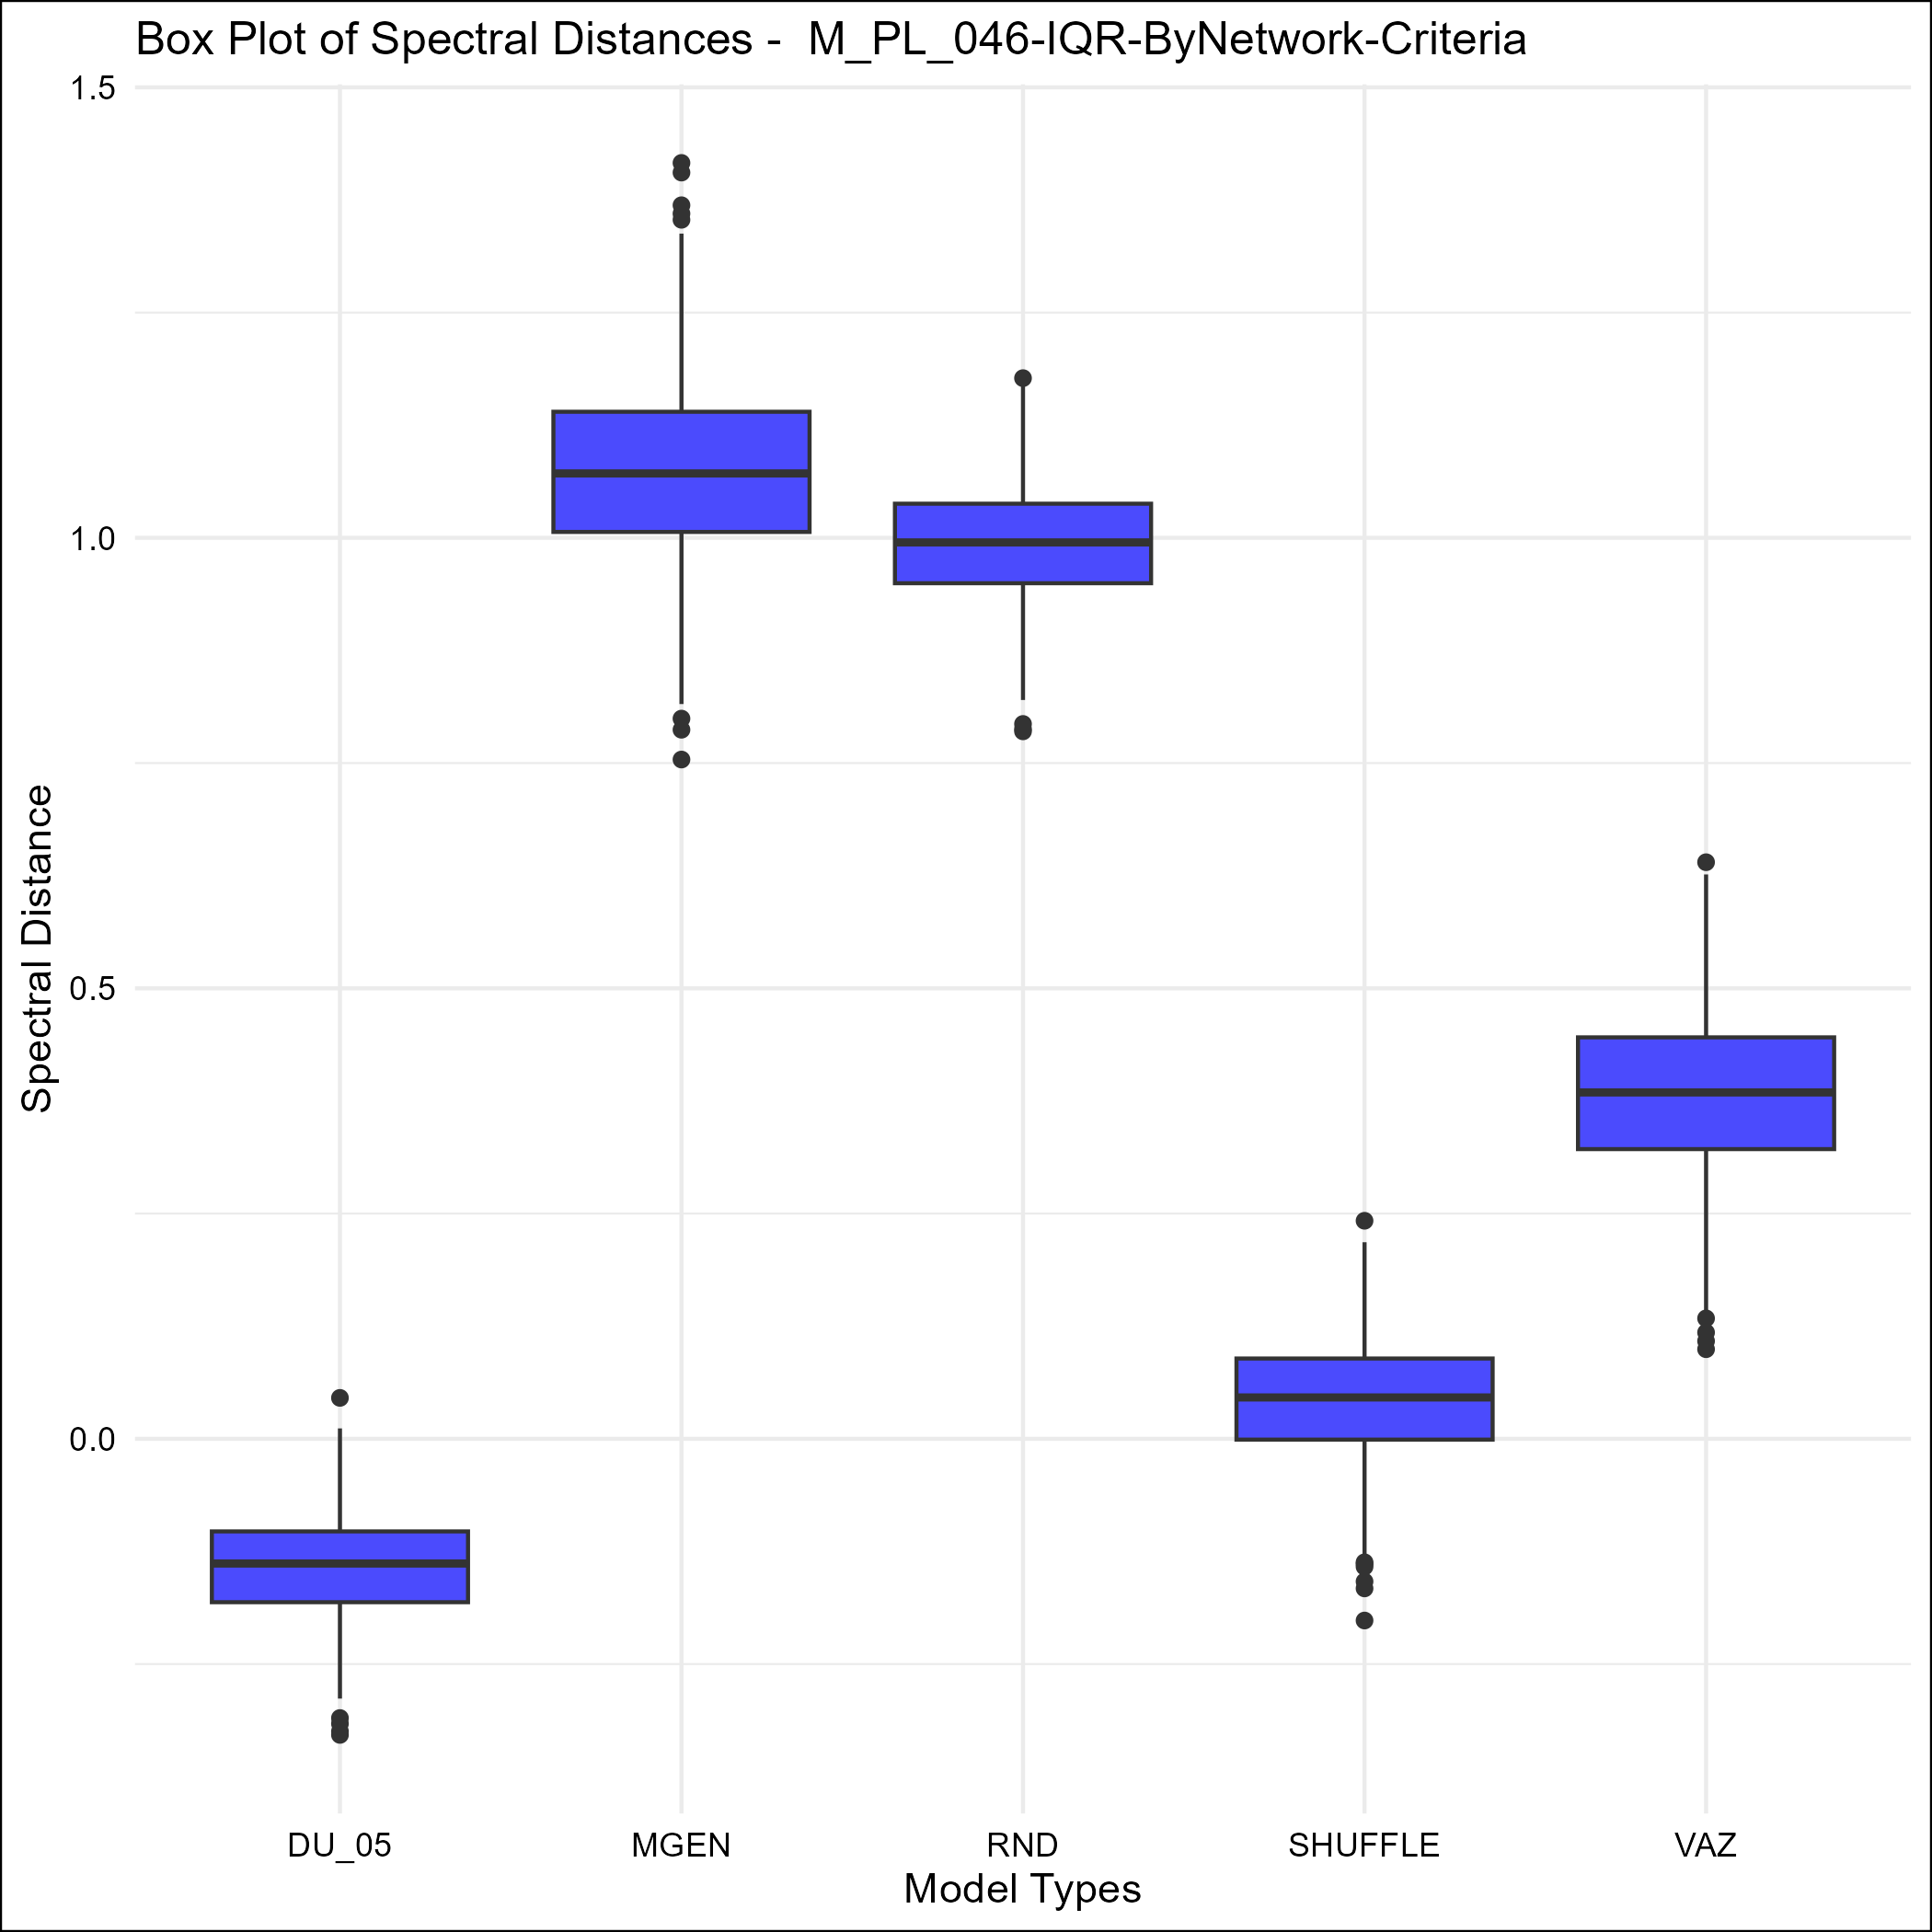 Box Plot of Spectral Distances -  M_PL_046-IQR-ByNetwork-Criteria
1.5
1.0
0.5
0.0
Spectral Distance
DU_05 MGEN RND SHUFFLE VAZ
Model Types